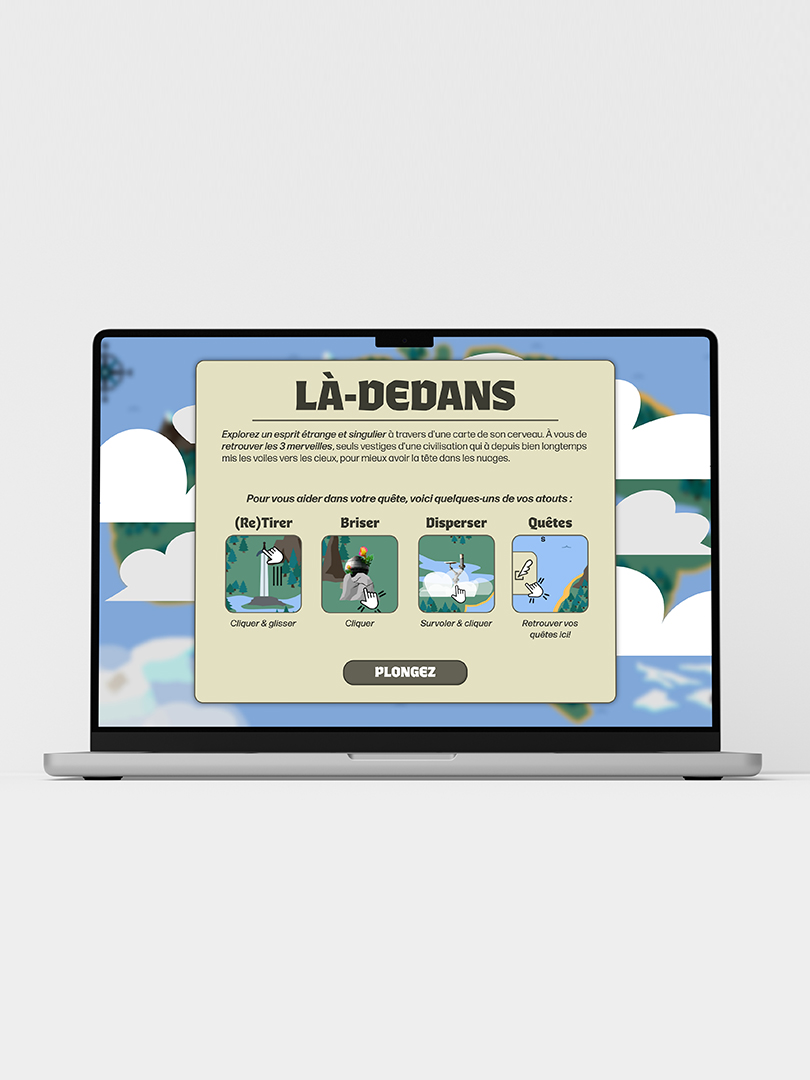 LÀ-DEDANS
Explorez un esprit étrange et singulier à travers d'une carte de son cerveau. À vous de
retrouver les 3 merveilles, seuls vestiges d'une civilisation qui à depuis bien longtemps
mis les voiles vers les cieux, pour mieux avoir la tête dans les nuages.
Pour vous aider dans votre quête, voici quelques-uns de vos atouts :
(Re)Tirer
Briser
Disperser
Quêtes
S
Cliquer & glisser
Cliquer
Survoler & cliquer
Retrouver vos
quêtes ici!
PLONGEZ